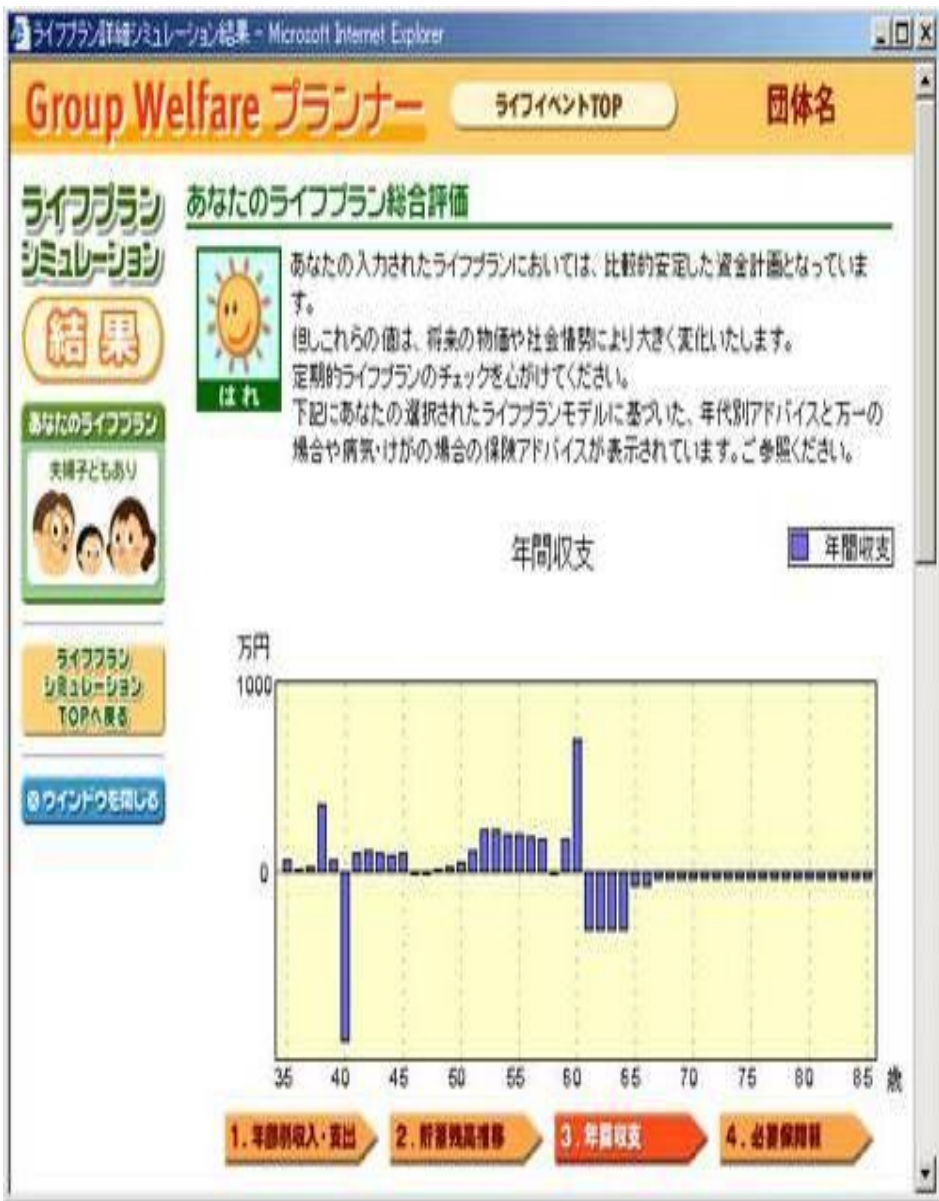 ライフプラン詳細シミュレーション結果 - Microsoft Internet Explorer
Group Welfare プランナー
ライフイベントTOP
団体名
ライフプラン
シミュレーション
結果
あなたのライフプラン
夫婦子どもあり
ライフプラン
シミュレーション
TOPへ戻る
ウインドウを閉じる
あなたのライフプラン総合評価
はれ
あなたの入力されたライフプランにおいては、比較的安定した資金計画となっていま
す。
但しこれらの値は、将来の物価や社会情勢により大きく変化いたします。
定期的ライフプランのチェックを心がけてください。
下記にあなたの選択されたライフプランモデルに基づいた、年代別アドバイスと万一の
場合や病気・けがの場合の保険アドバイスが表示されています。ご参照ください。
年間収支
年間収支
万円
1000
0
35 40 45 50 55 60 65 70 75 80 85 歳
1.年齢別収入・支出
2.貯蓄残高推移
3.年間収支
4.必要保障額